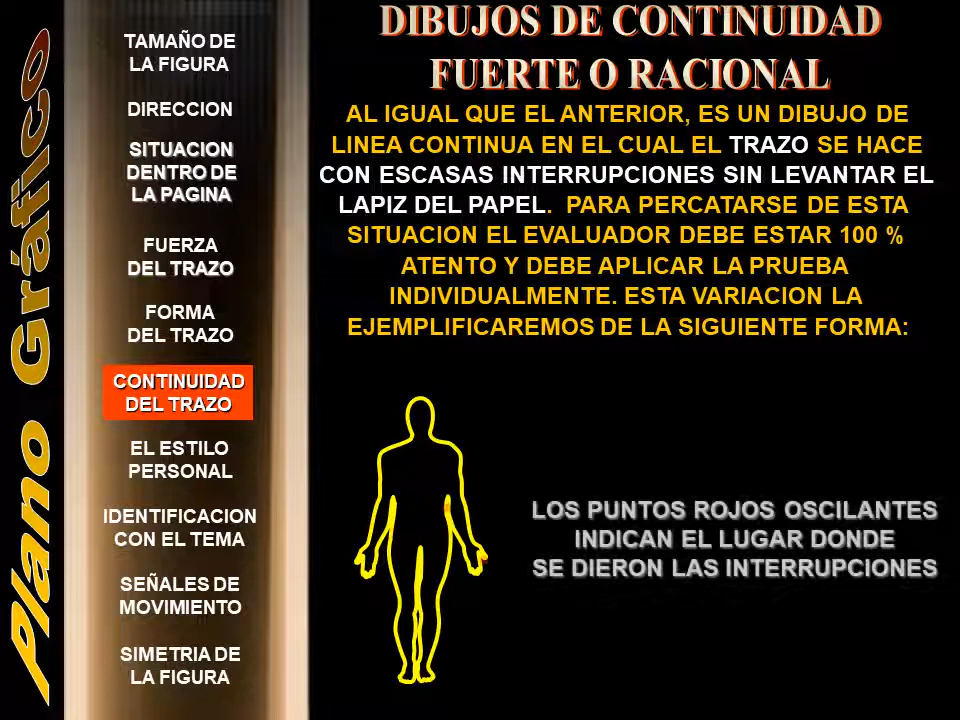 Plano Gráfico
TAMAÑO DE
LA FIGURA
DIRECCION
SITUACION
DENTRO DE
LA PAGINA
FUERZA
DEL TRAZO
FORMA
DEL TRAZO
CONTINUIDAD
DEL TRAZO
EL ESTILO
PERSONAL
IDENTIFICACION
CON EL TEMA
SEÑALES DE
MOVIMIENTO
SIMETRIA DE
LA FIGURA
DIBUJOS DE CONTINUIDAD
FUERTE O RACIONAL
AL IGUAL QUE EL ANTERIOR, ES UN DIBUJO DE
LINEA CONTINUA EN EL CUAL EL TRAZO SE HACE
CON ESCASAS INTERRUPCIONES SIN LEVANTAR EL
LAPIZ DEL PAPEL. PARA PERCATARSE DE ESTA
SITUACION EL EVALUADOR DEBE ESTAR 100 %
ATENTO Y DEBE APLICAR LA PRUEBA
INDIVIDUALMENTE. ESTA VARIACION LA
EJEMPLIFICAREMOS DE LA SIGUIENTE FORMA:
LOS PUNTOS ROJOS OSCILANTES
INDICAN EL LUGAR DONDE
SE DIERON LAS INTERRUPCIONES